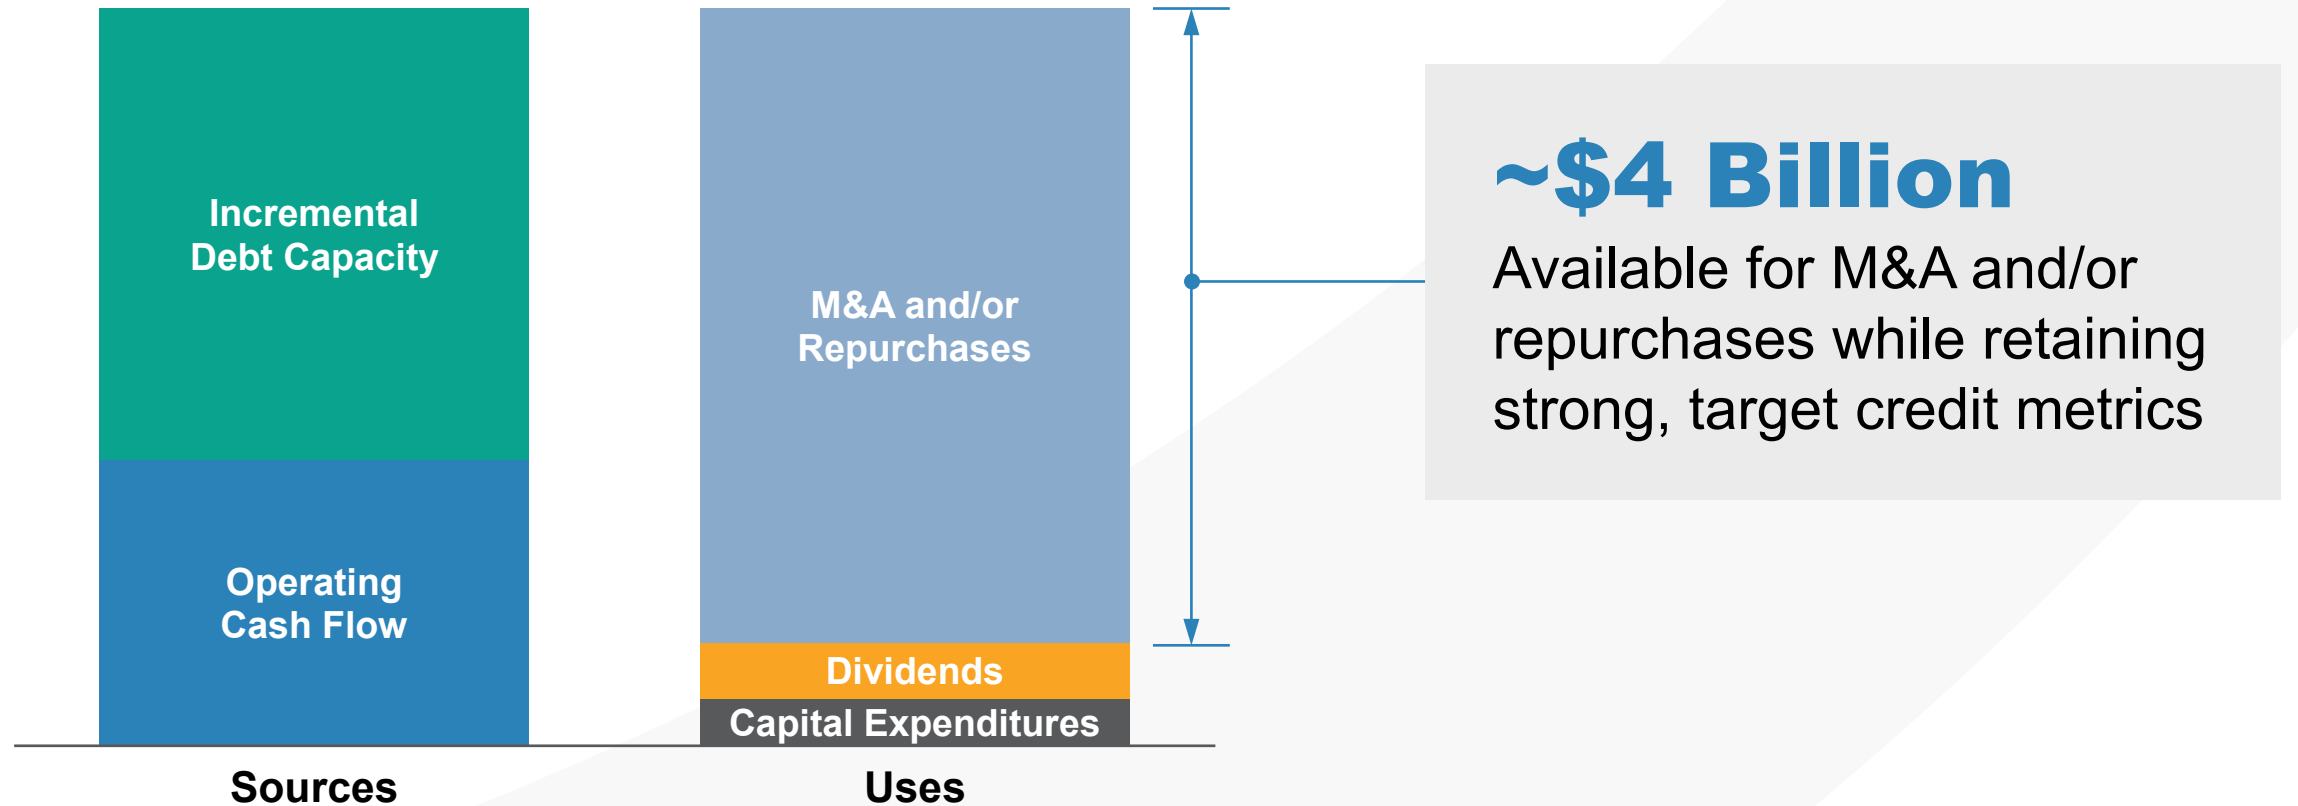 Incremental
Debt Capacity
Operating
Cash Flow
Sources
M&A and/or
Repurchases
Dividends
Capital Expenditures
Uses
~$4 Billion
Available for M&A and/or
repurchases while retaining
strong, target credit metrics